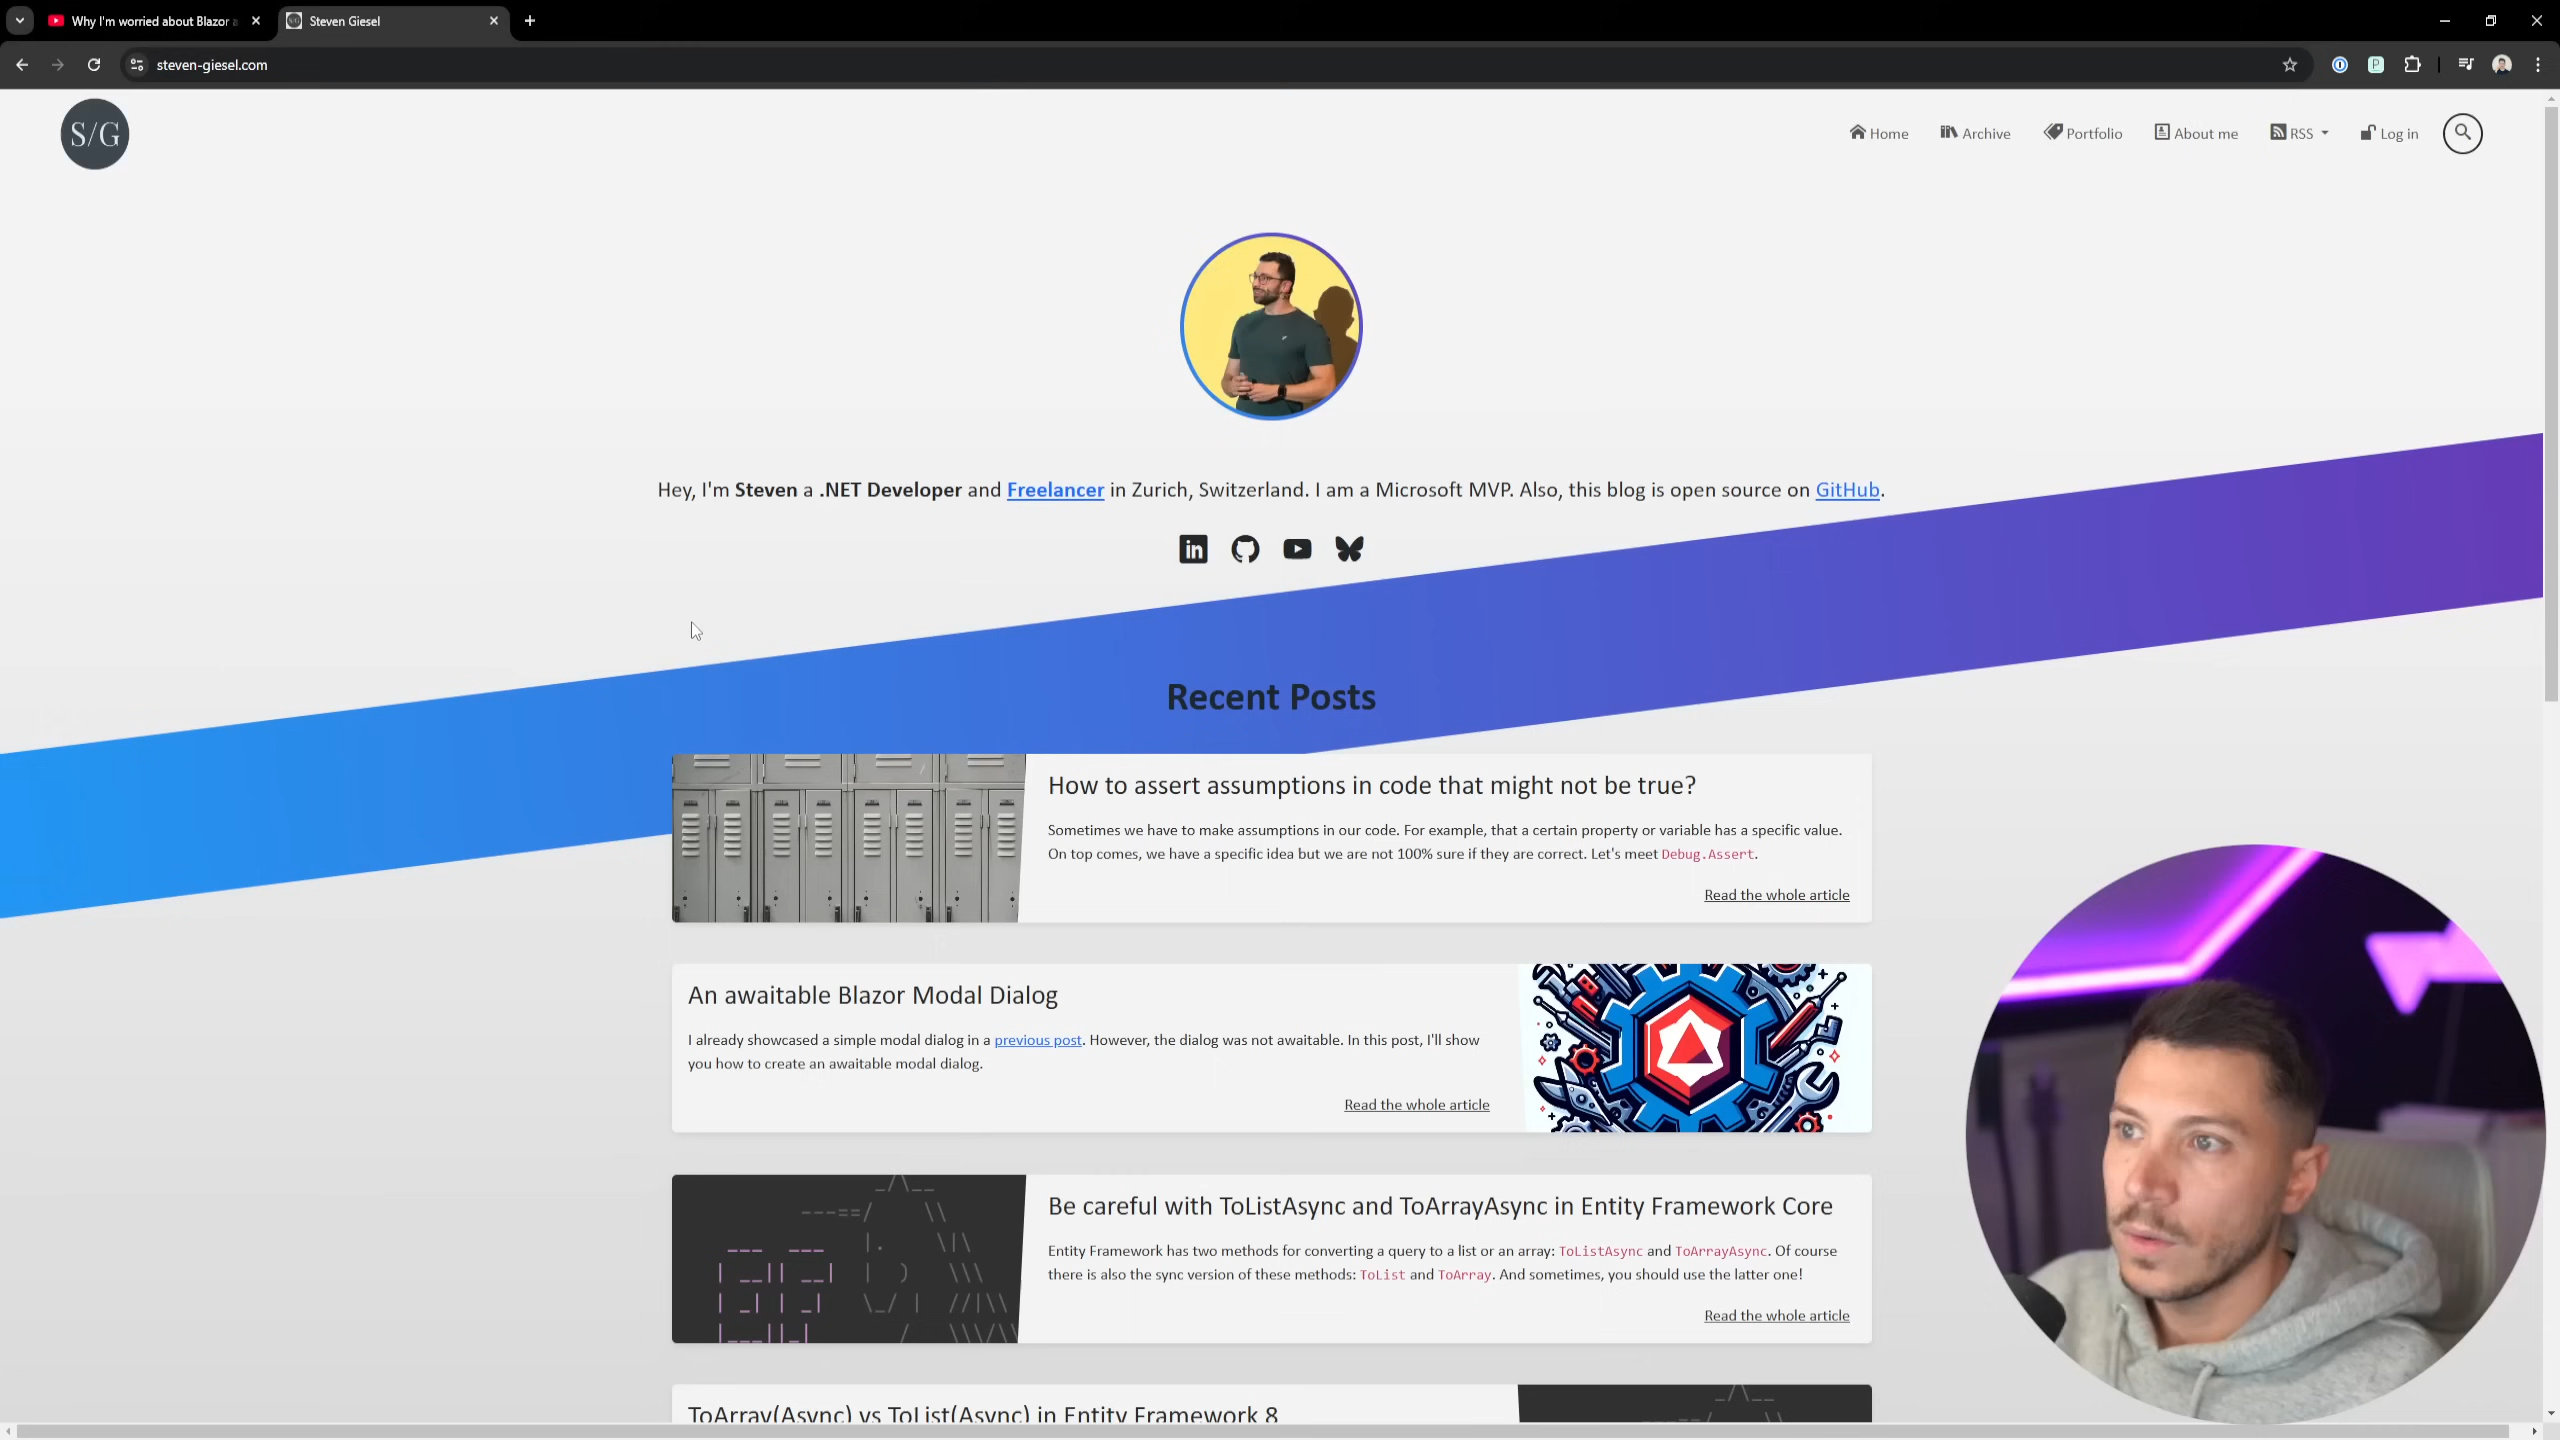 Why I'm worried about Blazor a
Steven Giesel
steven-giesel.com
S/G
Home
Archive
Portfolio
About me
RSS
Log in
Hey, I'm Steven a .NET Developer and Freelancer in Zurich, Switzerland. I am a Microsoft MVP. Also, this blog is open source on GitHub.
in
Recent Posts
How to assert assumptions in code that might not be true?
Sometimes we have to make assumptions in our code. For example, that a certain property or variable has a specific value.
On top comes, we have a specific idea but we are not 100% sure if they are correct. Let's meet Debug.Assert.
Read the whole article
An awaitable Blazor Modal Dialog
I already showcased a simple modal dialog in a previous post. However, the dialog was not awaitable. In this post, I'll show
you how to create an awaitable modal dialog.
Read the whole article
Be careful with ToListAsync and ToArrayAsync in Entity Framework Core
Entity Framework has two methods for converting a query to a list or an array: ToListAsync and ToArrayAsync. Of course
there is also the sync version of these methods: ToList and ToArray. And sometimes, you should use the latter one!
Read the whole article
ToArray(Async) vs ToList(Async) in Entity Framework 8